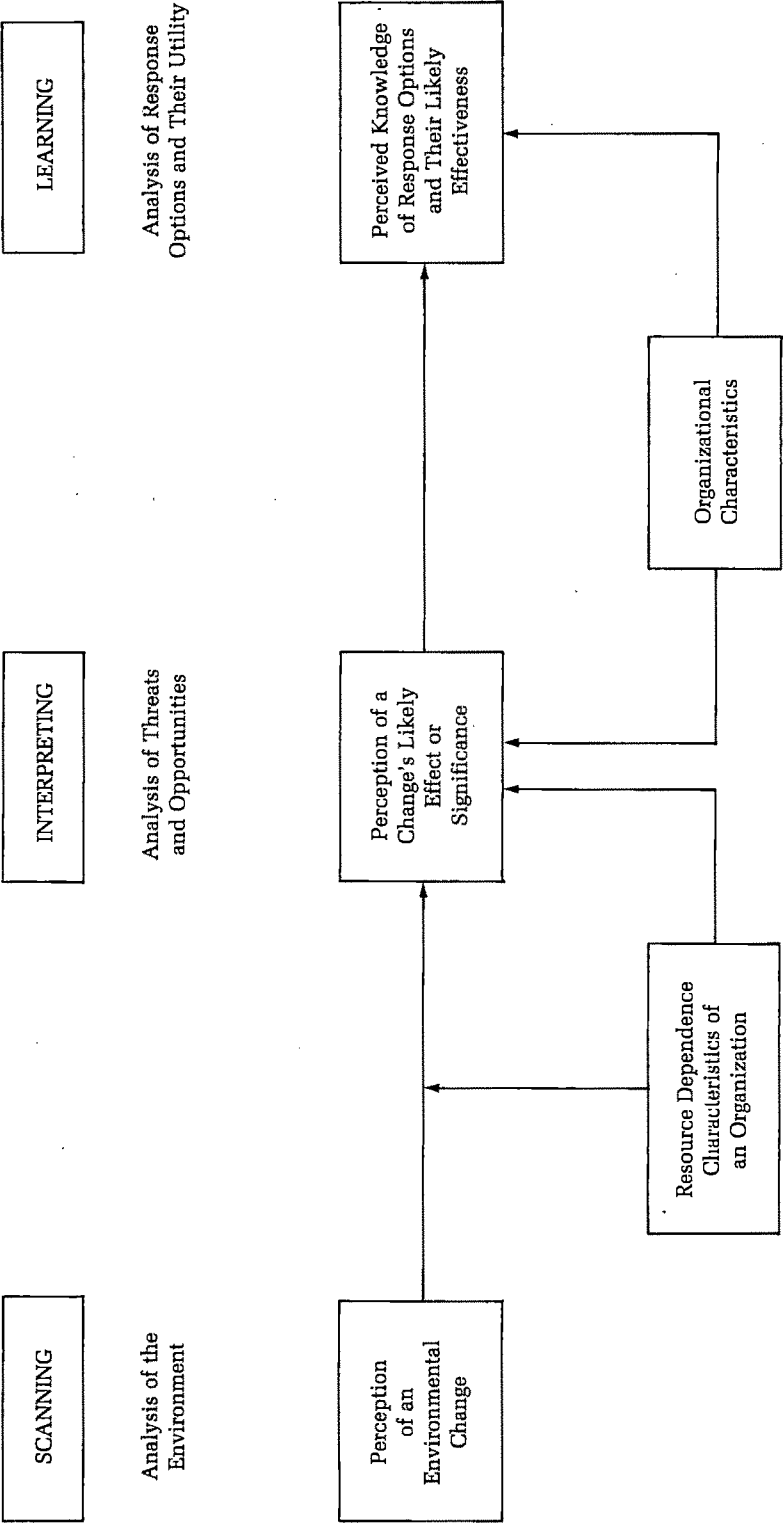 SCANNING
INTERPRETING
LEARNING
Analysis of the
Environment
Analysis of Threats
and Opportunities
Analysis of Response
Options and Their Utility
Perception
of an
Environmental
Change
Perception of a
Change's Likely
Effect or
Significance
Perceived Knowledge
of Response Options
and Their Likely
Effectiveness
Resource Dependence
Characteristics of
an Organization
Organizational
Characteristics